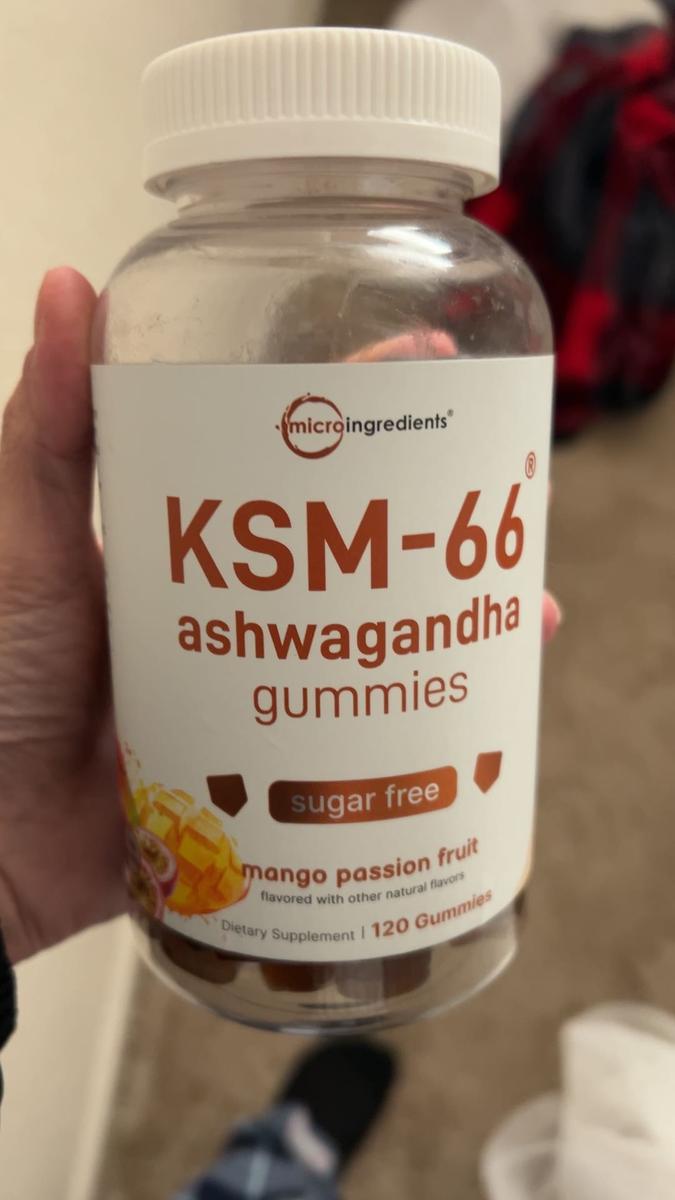 microingredients®
KSM-66®
ashwagandha
gummies
sugar free
mango passion fruit
flavored with other natural flavors
Dietary Supplement | 120 Gummies